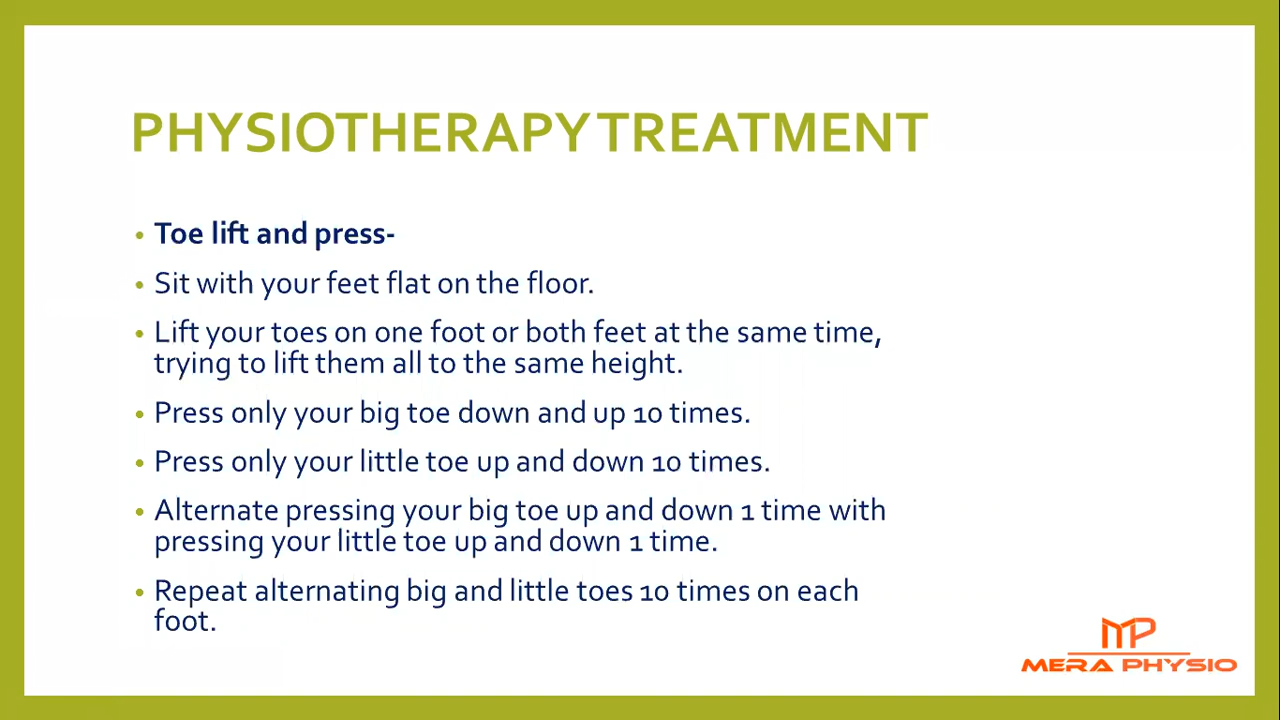 PHYSIOTHERAPY TREATMENT
• Toe lift and press-
• Sit with your feet flat on the floor.
• Lift your toes on one foot or both feet at the same time,
trying to lift them all to the same height.
• Press only your big toe down and up 10 times.
• Press only your little toe up and down 10 times.
• Alternate pressing your big toe up and down 1 time with
pressing your little toe up and down 1 time.
• Repeat alternating big and little toes 10 times on each
foot.
MP
MERA PHYSIO